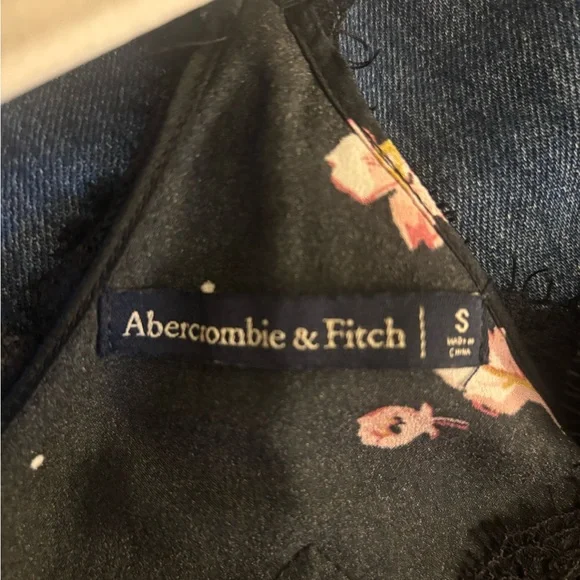 Abercrombie & Fitch
S
MADE IN
CHINA